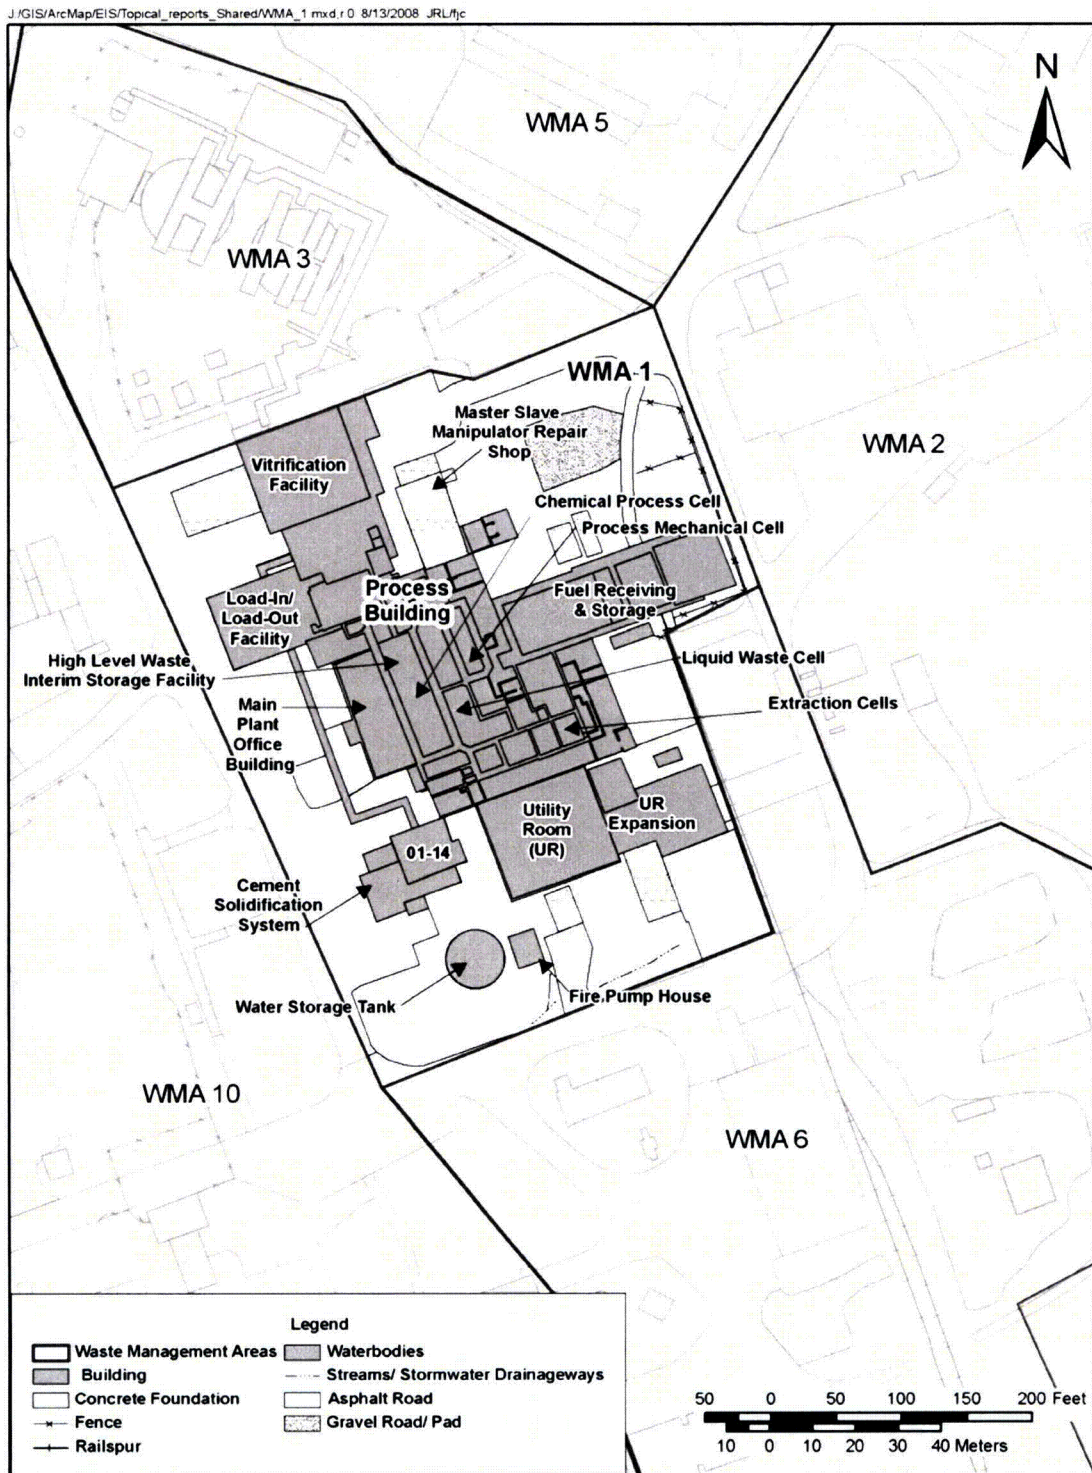 J:/GIS/ArcMap/EIS/Topical_reports_Shared/WMA_1 mxd,r.0 8/13/2008 JRL/fjc
N
WMA 5
WMA 3
WMA 1
WMA 2
Master Slave
Manipulator Repair
Shop
Vitrification
Facility
Chemical Process Cell
Process Mechanical Cell
Process
Building
Fuel Receiving
& Storage
Load-In/
Load-Out
Facility
High Level Waste
Interim Storage Facility
Liquid Waste Cell
Main
Plant
Office
Building
Extraction Cells
Utility
Room
(UR)
UR
Expansion
01-14
Cement
Solidification
System
Water Storage Tank
Fire Pump House
WMA 10
WMA 6
Legend
Waste Management Areas
Building
Concrete Foundation
Fence
Railspur
Waterbodies
Streams/ Stormwater Drainageways
Asphalt Road
Gravel Road/ Pad
50 0 50 100 150 200 Feet
10 0 10 20 30 40 Meters